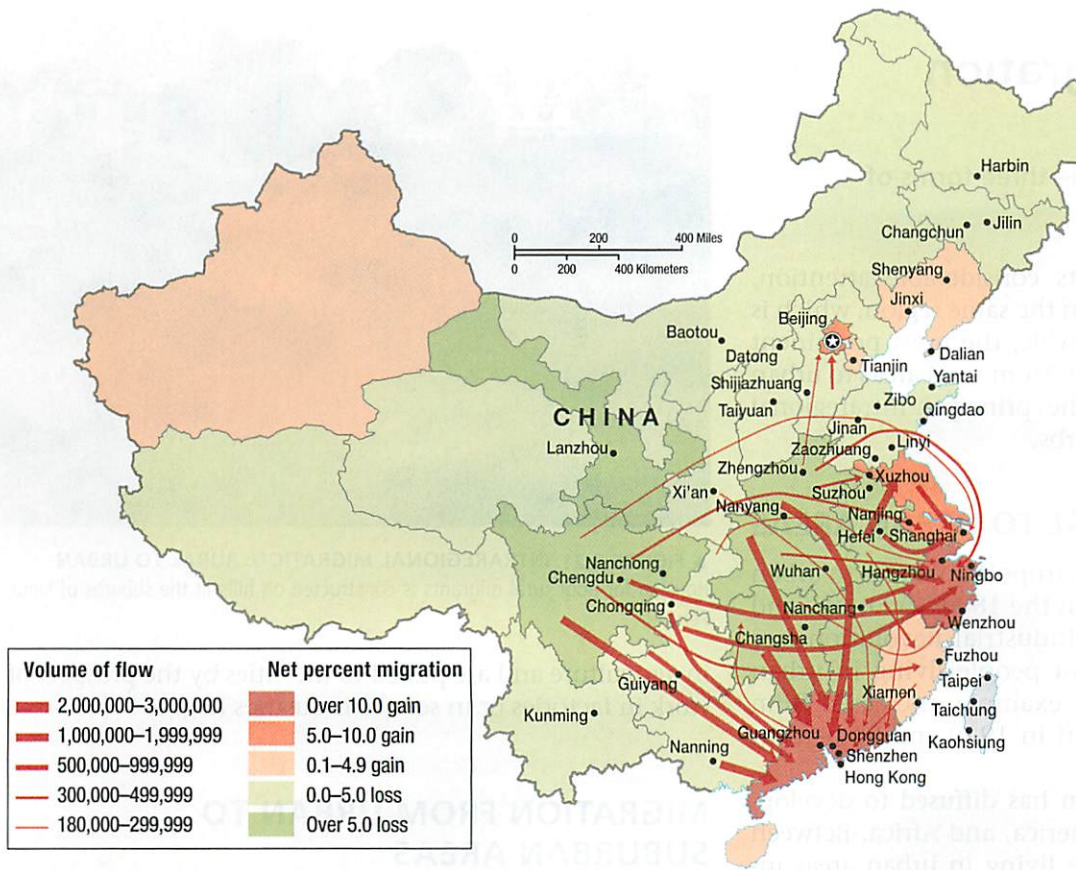 Harbin
Changchun
Jilin
0 200 400 Miles
0 200 400 Kilometers
Shenyang
Jinxi
Beijing
Baotou
Datong
Tianjin
Dalian
Shijiazhuang
Yantai
CHINA
Taiyuan
Zibo
Qingdao
Jinan
Lanzhou
Zaozhuang
Linyi
Zhengzhou
Xuzhou
Xi'an
Suzhou
Nanyang
Nanjing
Hefei
Shanghai
Nanchong
Wuhan
Hangzhou
Ningbo
Chengdu
Chongqing
Nanchang
Wenzhou
Changsha
Fuzhou
Guiyang
Xiamen
Taipei
Kunming
Taichung
Guangzhou
Dongguan
Kaohsiung
Nanning
Shenzhen
Hong Kong
Volume of flow
2,000,000–3,000,000
1,000,000–1,999,999
500,000–999,999
300,000–499,999
180,000–299,999
Net percent migration
Over 10.0 gain
5.0–10.0 gain
0.1–4.9 gain
0.0–5.0 loss
Over 5.0 loss